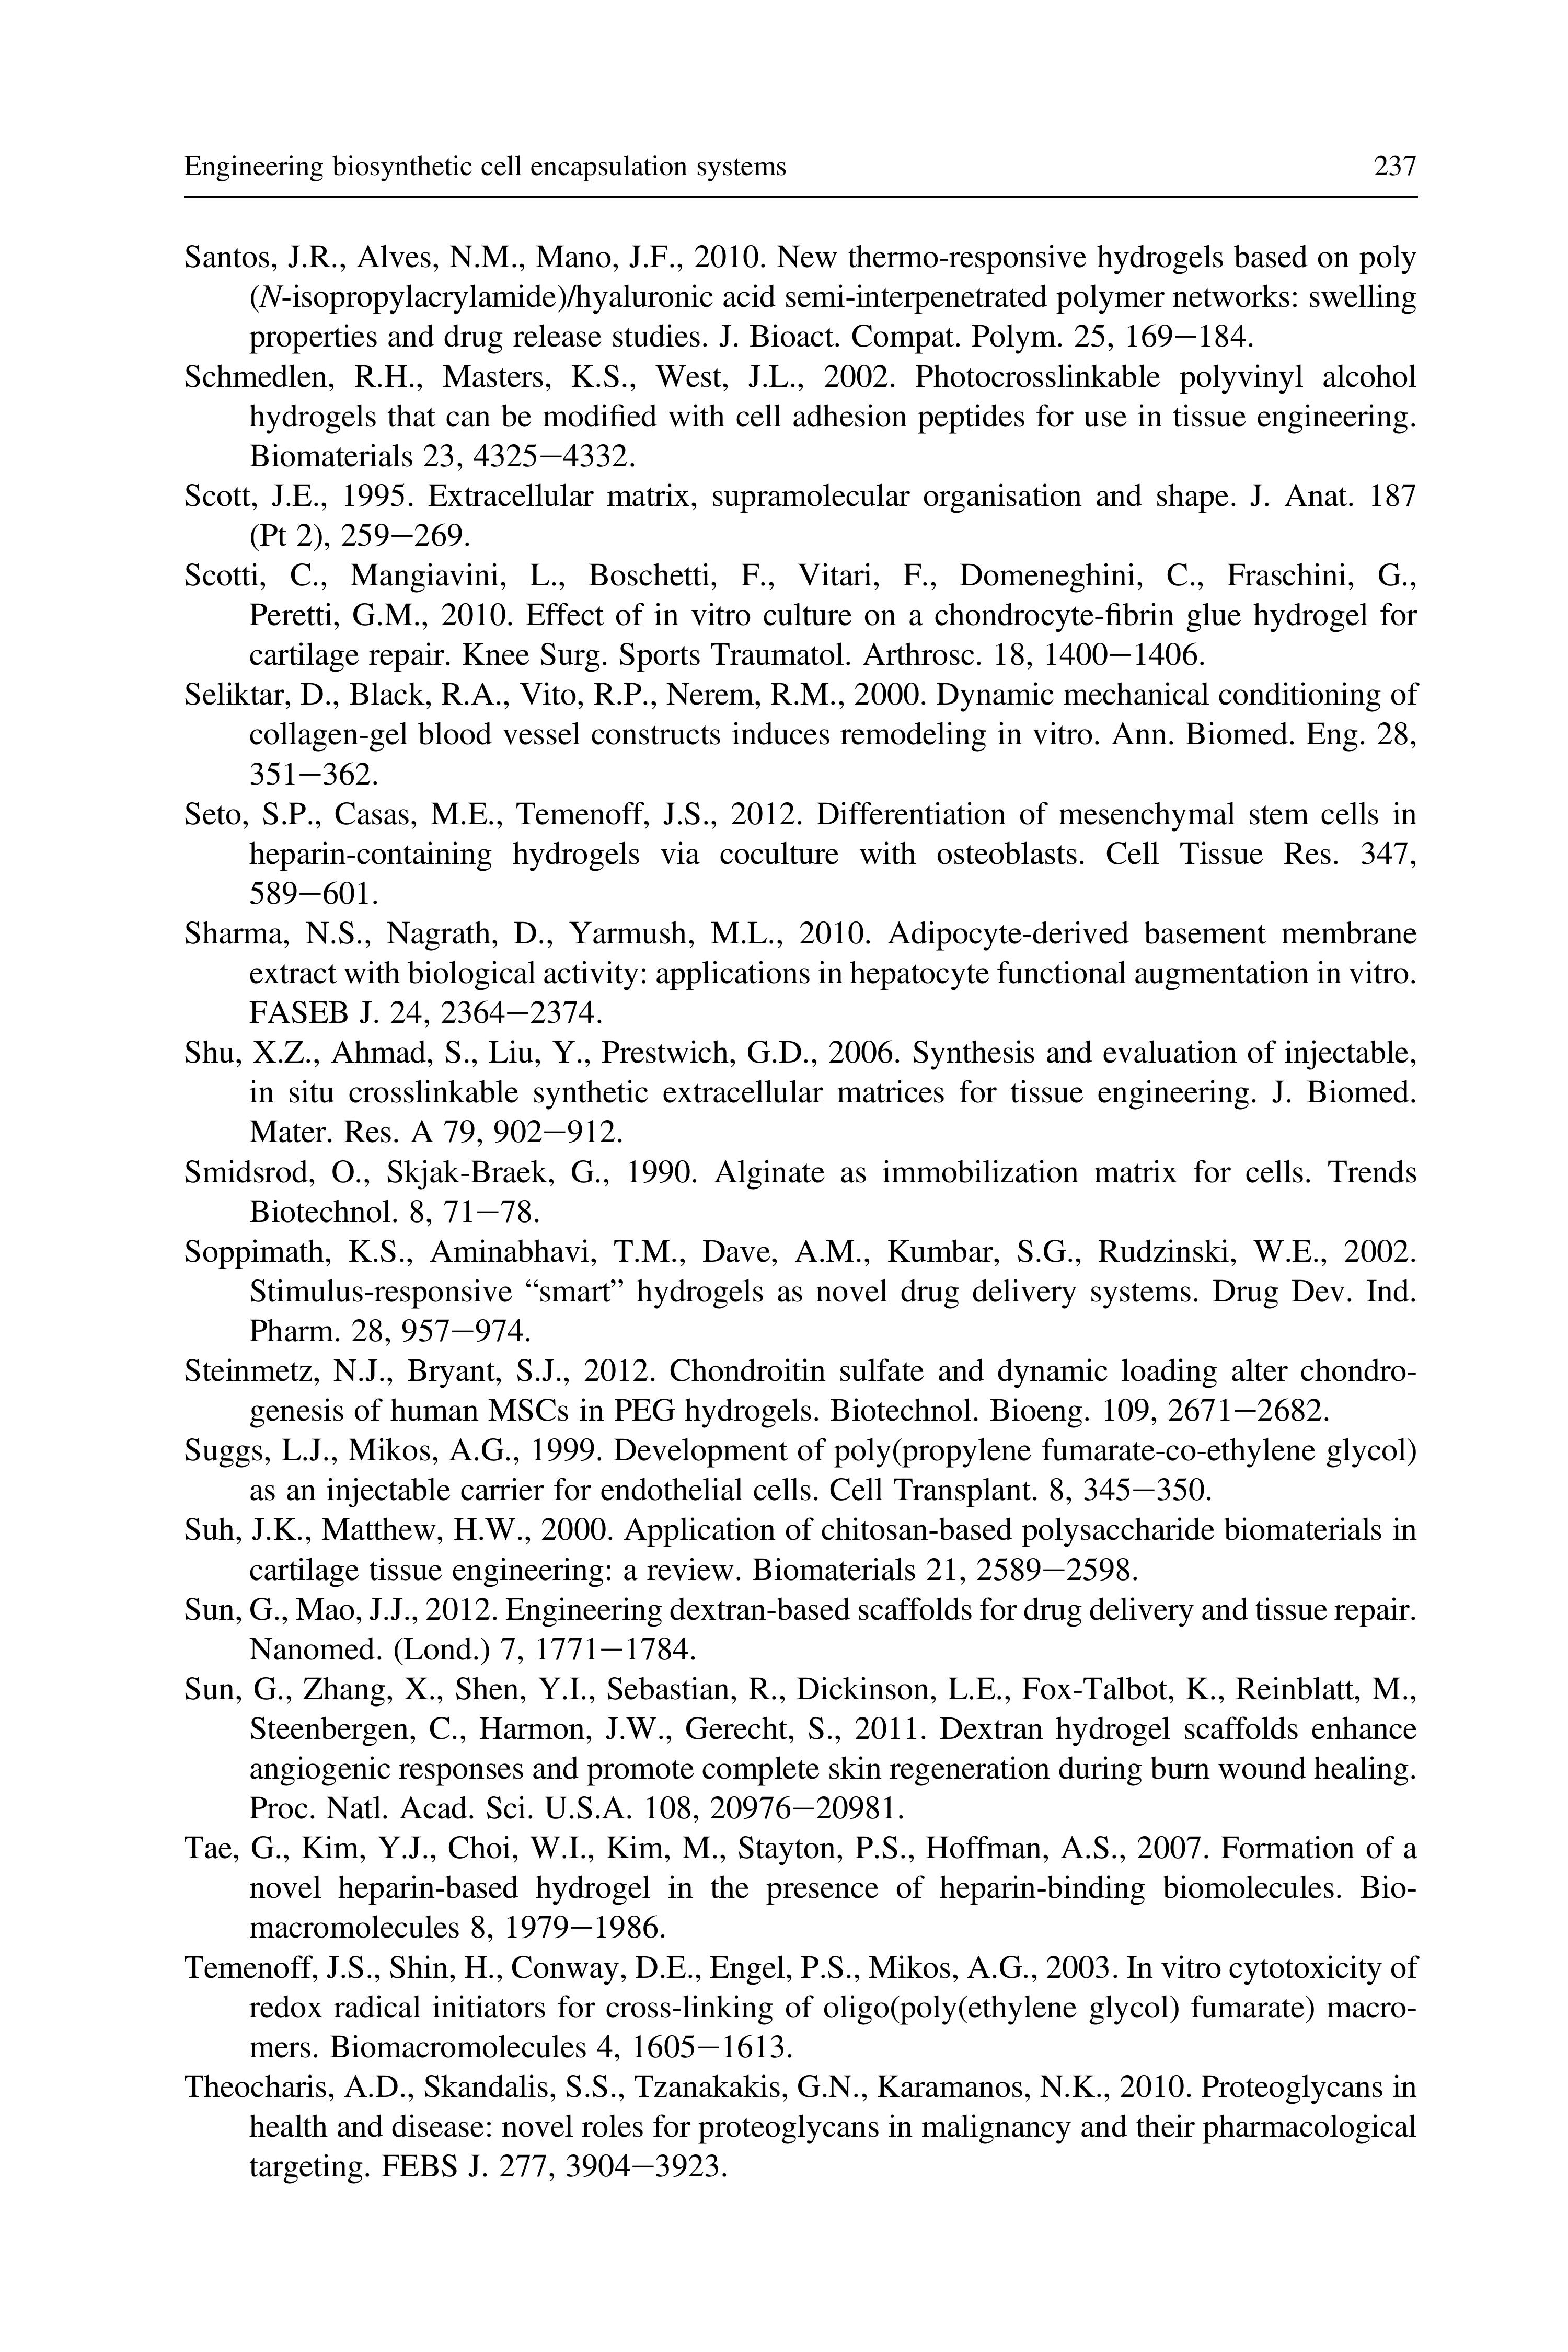 Engineering biosynthetic cell encapsulation systems 237
Santos, J.R., Alves, N.M., Mano, J.F., 2010. New thermo-responsive hydrogels based on poly
(N-isopropylacrylamide)/hyaluronic acid semi-interpenetrated polymer networks: swelling
properties and drug release studies. J. Bioact. Compat. Polym. 25, 169—184.
Schmedlen, R.H., Masters, K.S., West, J.L., 2002. Photocrosslinkable polyvinyl alcohol
hydrogels that can be modified with cell adhesion peptides for use in tissue engineering.
Biomaterials 23, 4325—4332.
Scott, J.E., 1995. Extracellular matrix, supramolecular organisation and shape. J. Anat. 187
(Pt 2), 259—269.
Scotti, C., Mangiavini, L., Boschetti, F., Vitari, F., Domeneghini, C., Fraschini, G.,
Peretti, G.M., 2010. Effect of in vitro culture on a chondrocyte-fibrin glue hydrogel for
cartilage repair. Knee Surg. Sports Traumatol. Arthrosc. 18, 1400—1406.
Seliktar, D., Black, R.A., Vito, R.P., Nerem, R.M., 2000. Dynamic mechanical conditioning of
collagen-gel blood vessel constructs induces remodeling in vitro. Ann. Biomed. Eng. 28,
351—362.
Seto, S.P., Casas, M.E., Temenoff, J.S., 2012. Differentiation of mesenchymal stem cells in
heparin-containing hydrogels via coculture with osteoblasts. Cell Tissue Res. 347,
589—601.
Sharma, N.S., Nagrath, D., Yarmush, M.L., 2010. Adipocyte-derived basement membrane
extract with biological activity: applications in hepatocyte functional augmentation in vitro.
FASEB J. 24, 2364—2374.
Shu, X.Z., Ahmad, S., Liu, Y., Prestwich, G.D., 2006. Synthesis and evaluation of injectable,
in situ crosslinkable synthetic extracellular matrices for tissue engineering. J. Biomed.
Mater. Res. A 79, 902—912.
Smidsrod, O., Skjak-Braek, G., 1990. Alginate as immobilization matrix for cells. Trends
Biotechnol. 8, 71—78.
Soppimath, K.S., Aminabhavi, T.M., Dave, A.M., Kumbar, S.G., Rudzinski, W.E., 2002.
Stimulus-responsive “smart” hydrogels as novel drug delivery systems. Drug Dev. Ind.
Pharm. 28, 957—974.
Steinmetz, N.J., Bryant, S.J., 2012. Chondroitin sulfate and dynamic loading alter chondro-
genesis of human MSCs in PEG hydrogels. Biotechnol. Bioeng. 109, 2671—2682.
Suggs, L.J., Mikos, A.G., 1999. Development of poly(propylene fumarate-co-ethylene glycol)
as an injectable carrier for endothelial cells. Cell Transplant. 8, 345—350.
Suh, J.K., Matthew, H.W., 2000. Application of chitosan-based polysaccharide biomaterials in
cartilage tissue engineering: a review. Biomaterials 21, 2589—2598.
Sun, G., Mao, J.J., 2012. Engineering dextran-based scaffolds for drug delivery and tissue repair.
Nanomed. (Lond.) 7, 1771—1784.
Sun, G., Zhang, X., Shen, Y.I., Sebastian, R., Dickinson, L.E., Fox-Talbot, K., Reinblatt, M.,
Steenbergen, C., Harmon, J.W., Gerecht, S., 2011. Dextran hydrogel scaffolds enhance
angiogenic responses and promote complete skin regeneration during burn wound healing.
Proc. Natl. Acad. Sci. U.S.A. 108, 20976—20981.
Tae, G., Kim, Y.J., Choi, W.I., Kim, M., Stayton, P.S., Hoffman, A.S., 2007. Formation of a
novel heparin-based hydrogel in the presence of heparin-binding biomolecules. Bio-
macromolecules 8, 1979—1986.
Temenoff, J.S., Shin, H., Conway, D.E., Engel, P.S., Mikos, A.G., 2003. In vitro cytotoxicity of
redox radical initiators for cross-linking of oligo(poly(ethylene glycol) fumarate) macro-
mers. Biomacromolecules 4, 1605—1613.
Theocharis, A.D., Skandalis, S.S., Tzanakakis, G.N., Karamanos, N.K., 2010. Proteoglycans in
health and disease: novel roles for proteoglycans in malignancy and their pharmacological
targeting. FEBS J. 277, 3904—3923.